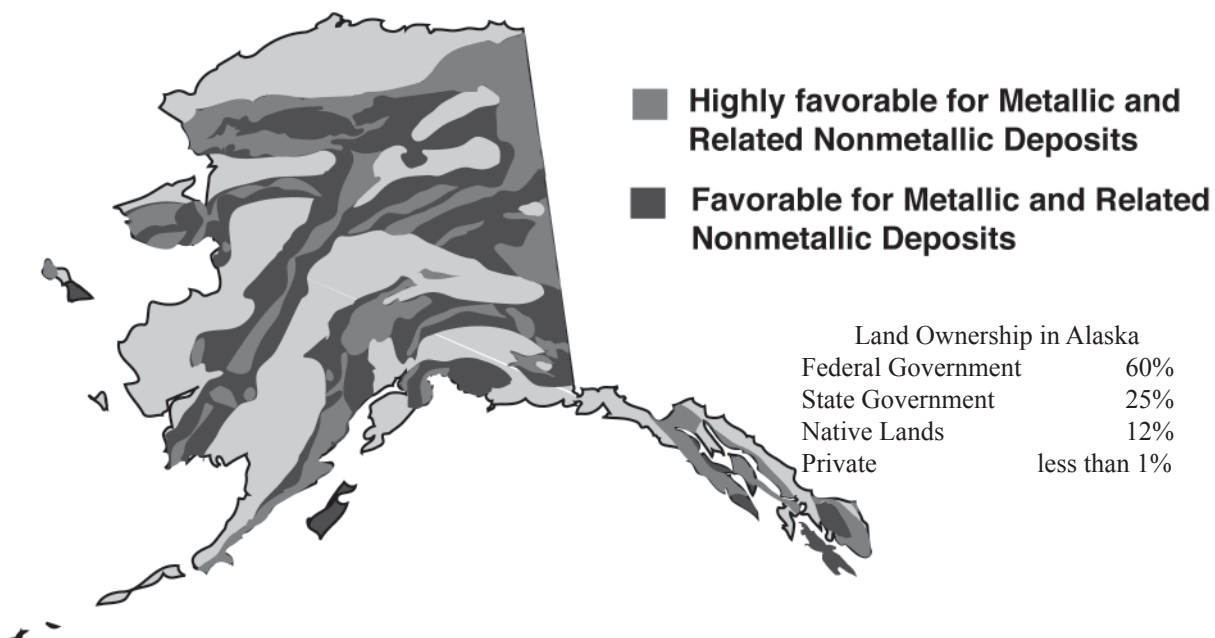 Highly favorable for Metallic and
Related Nonmetallic Deposits
Favorable for Metallic and Related
Nonmetallic Deposits
Land Ownership in Alaska
Federal Government 60%
State Government 25%
Native Lands 12%
Private less than 1%